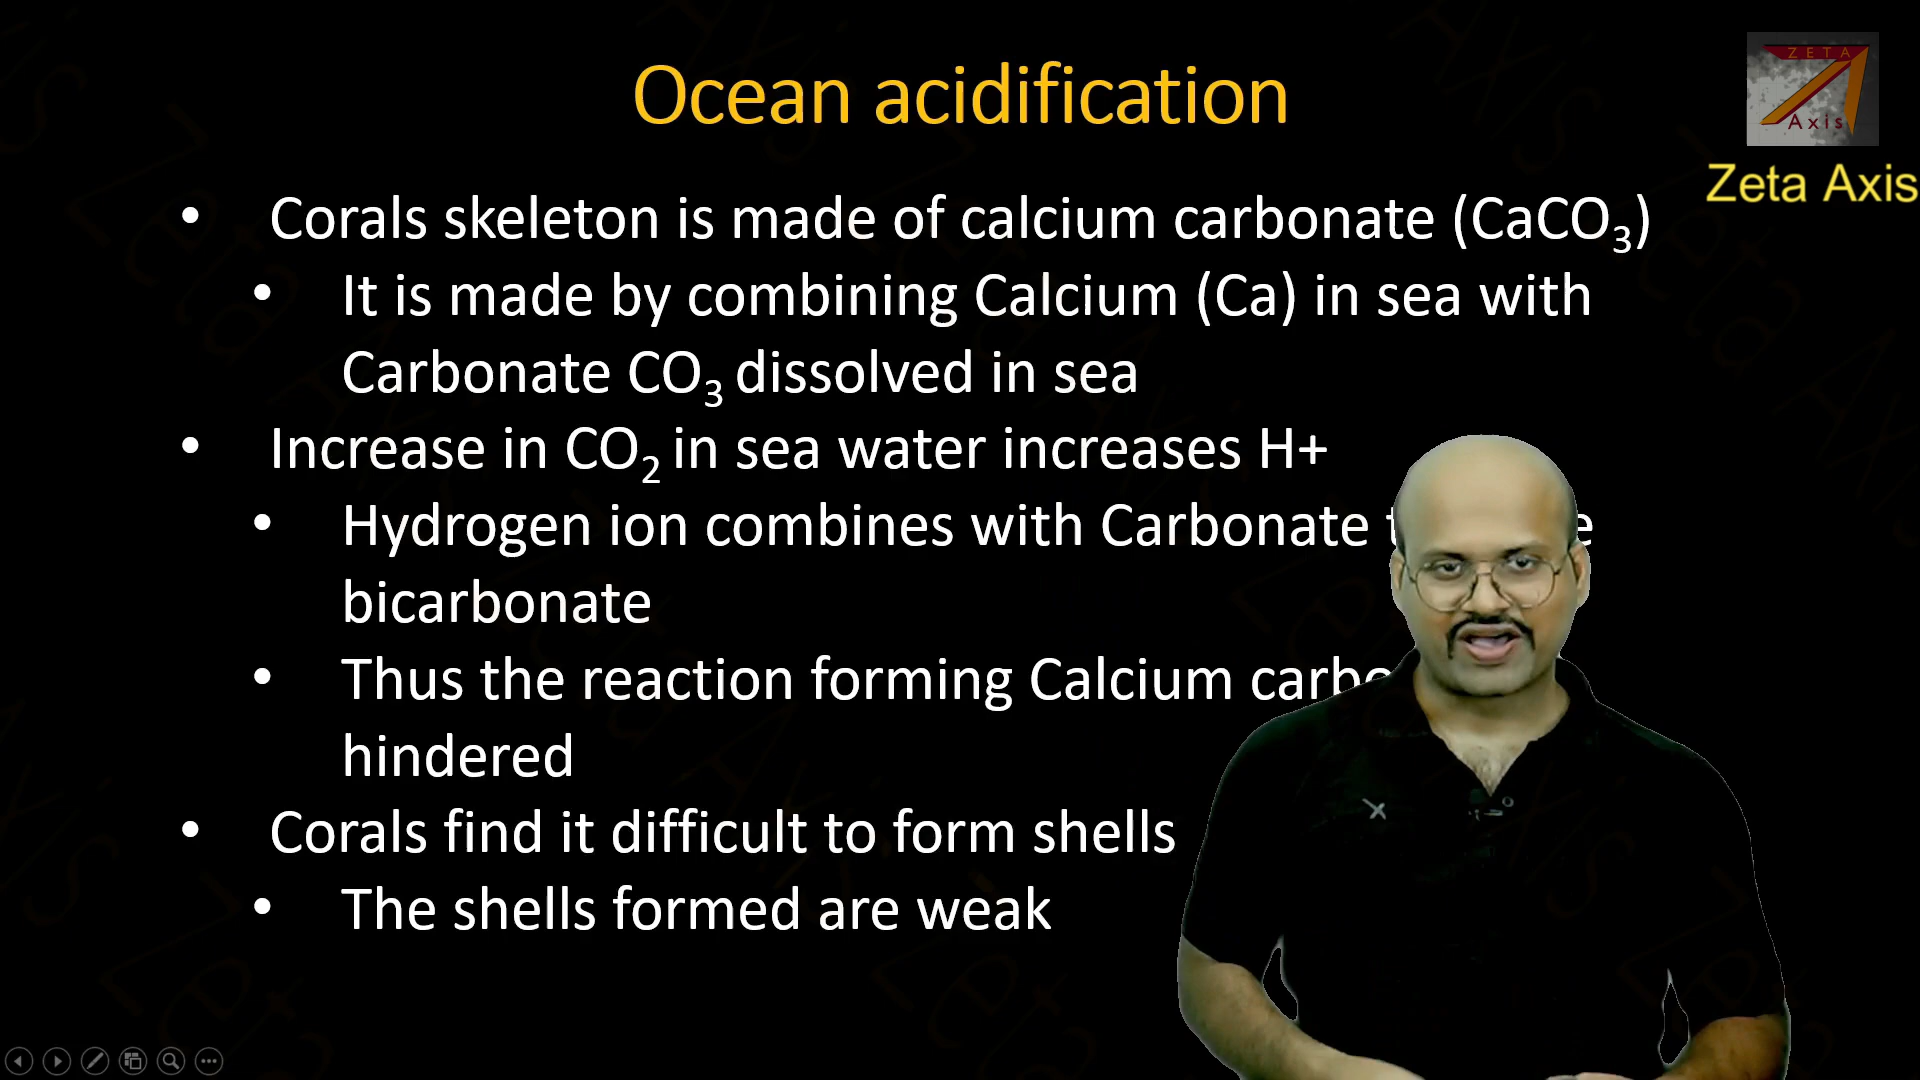 Ocean acidification
ZETA
Axis
Zeta Axis
• Corals skeleton is made of calcium carbonate (CaCO₃)
• It is made by combining Calcium (Ca) in sea with
Carbonate CO₃ dissolved in sea
• Increase in CO₂ in sea water increases H+
• Hydrogen ion combines with Carbonate
bicarbonate
• Thus the reaction forming Calcium
hindered
• Corals find it difficult to form shells
• The shells formed are weak